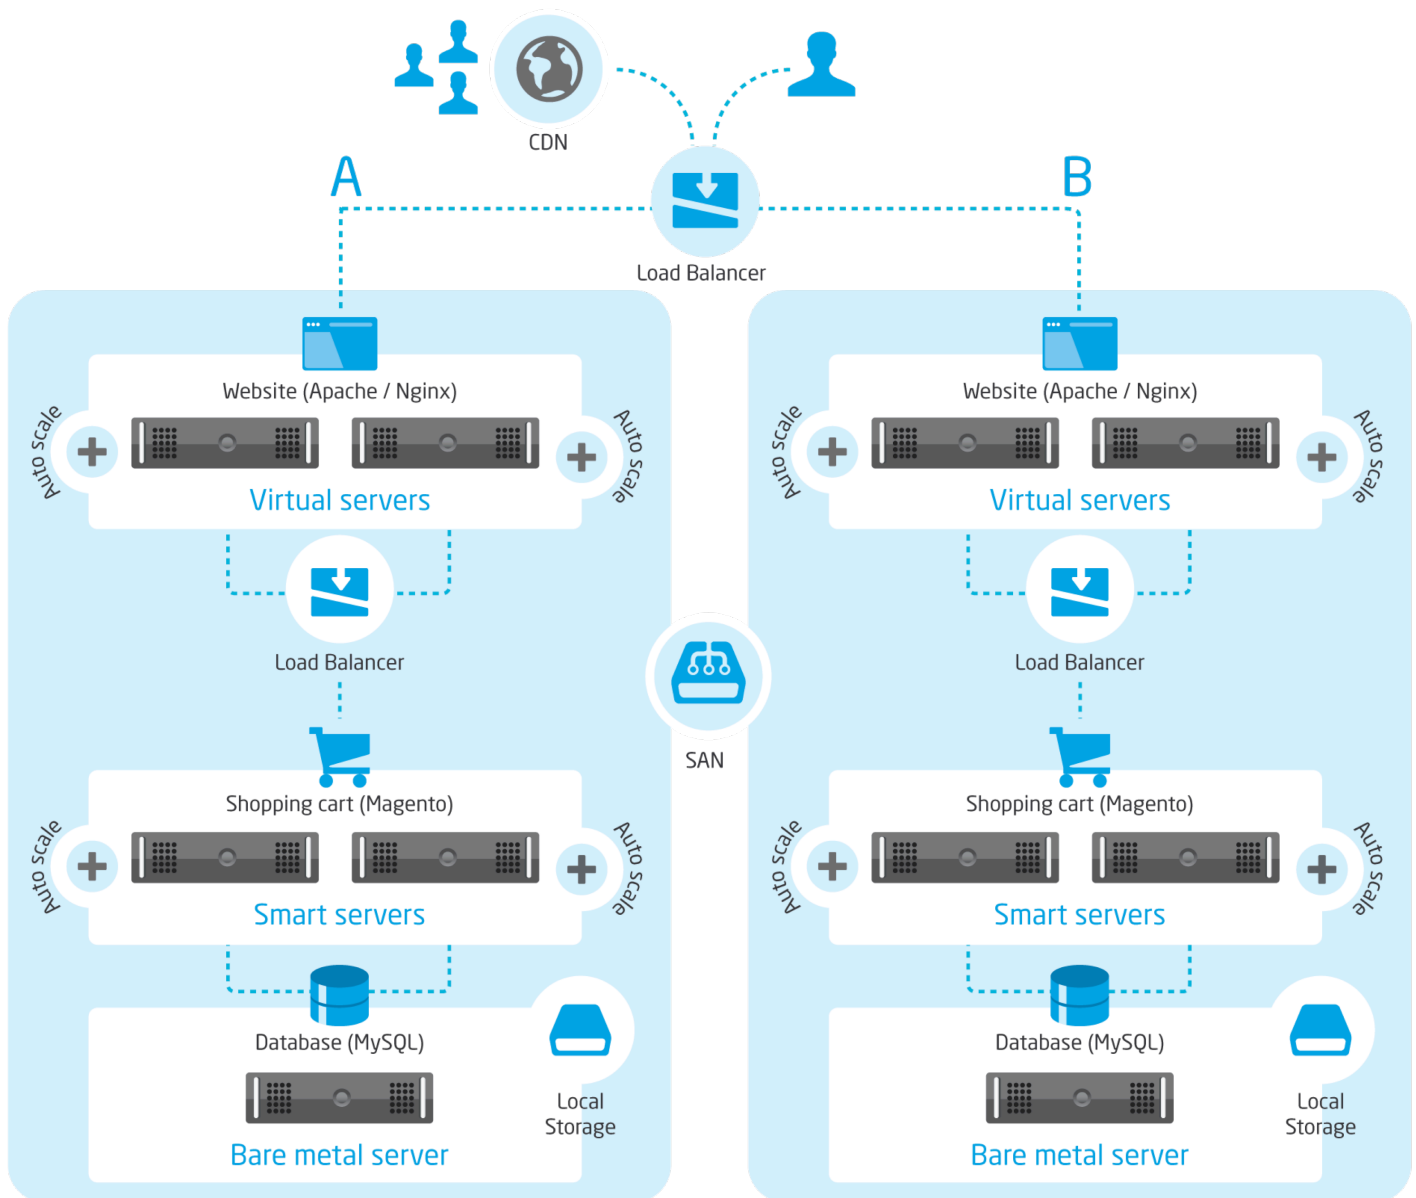 CDN
A
B
Load Balancer
Website (Apache / Nginx)
Auto scale
Auto scale
Virtual servers
Load Balancer
Shopping cart (Magento)
Auto scale
Auto scale
Smart servers
Database (MySQL)
Local
Storage
Bare metal server
SAN
Website (Apache / Nginx)
Auto scale
Auto scale
Virtual servers
Load Balancer
Shopping cart (Magento)
Auto scale
Auto scale
Smart servers
Database (MySQL)
Local
Storage
Bare metal server